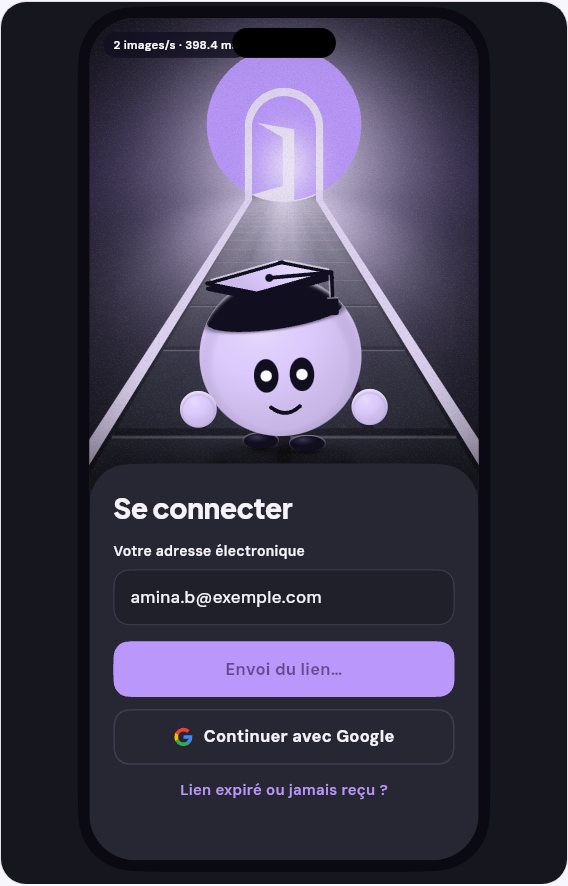 2 images/s · 398.4
Se connecter
Votre adresse électronique
amina.b@exemple.com
Envoi du lien…
Continuer avec Google
Lien expiré ou jamais reçu ?